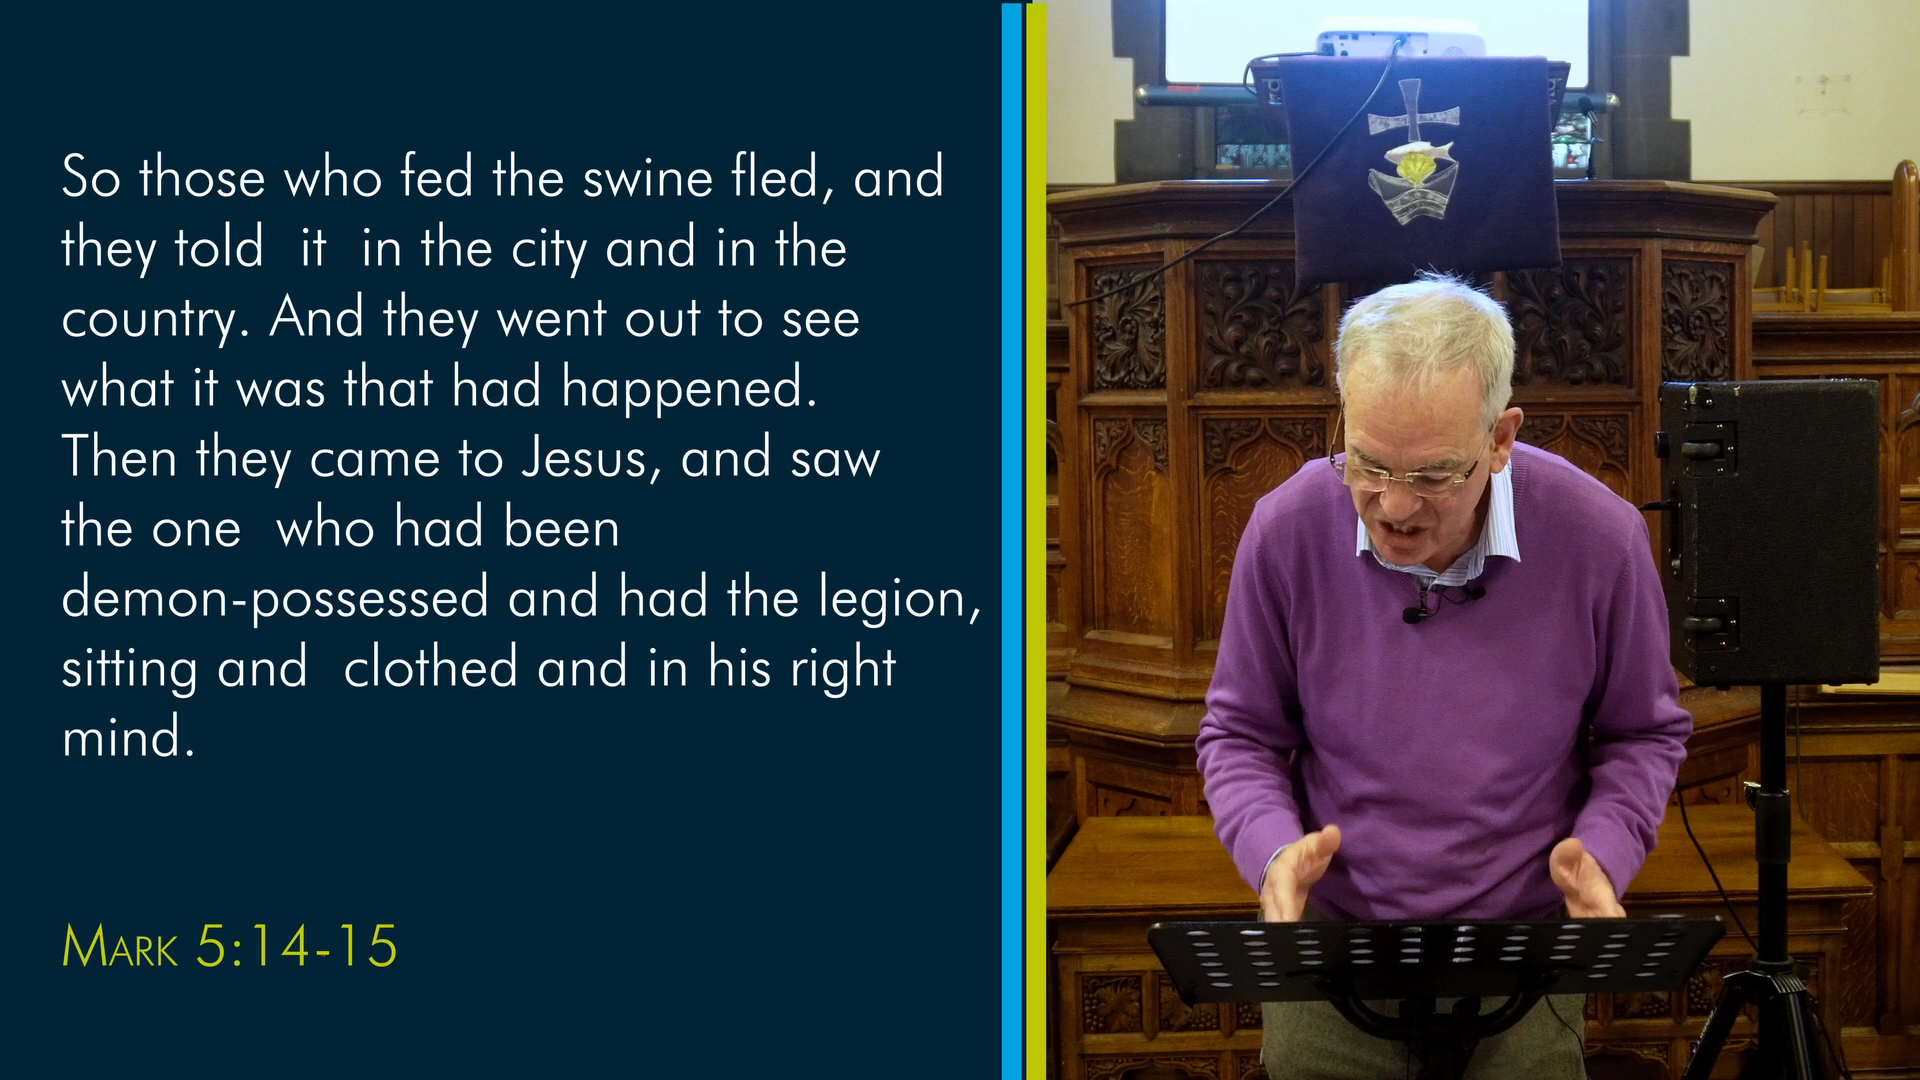 So those who fed the swine fled, and
they told it in the city and in the
country. And they went out to see
what it was that had happened.
Then they came to Jesus, and saw
the one who had been
demon-possessed and had the legion,
sitting and clothed and in his right
mind.
Mark 5:14-15